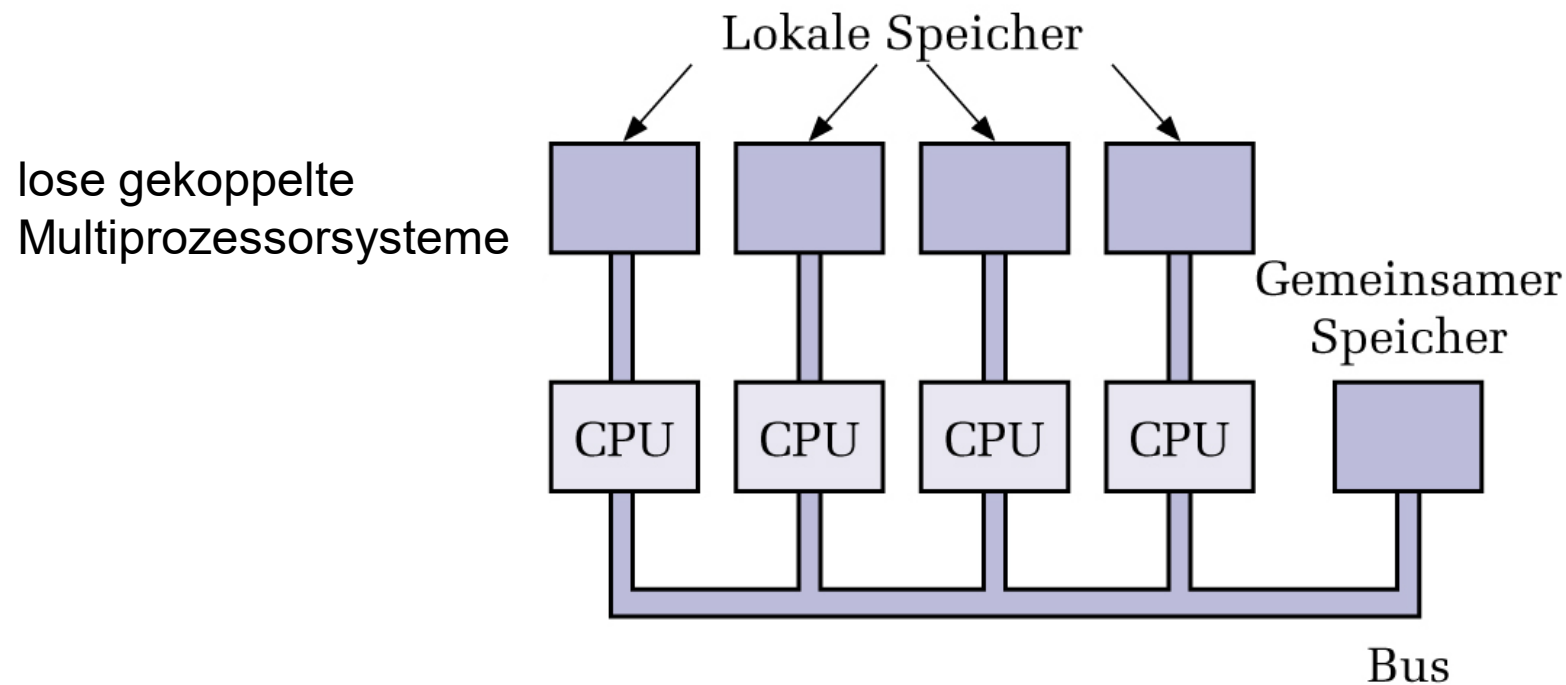 Lokale Speicher
lose gekoppelte
Multiprozessorsysteme
Gemeinsamer
Speicher
CPU
CPU
CPU
CPU
Bus